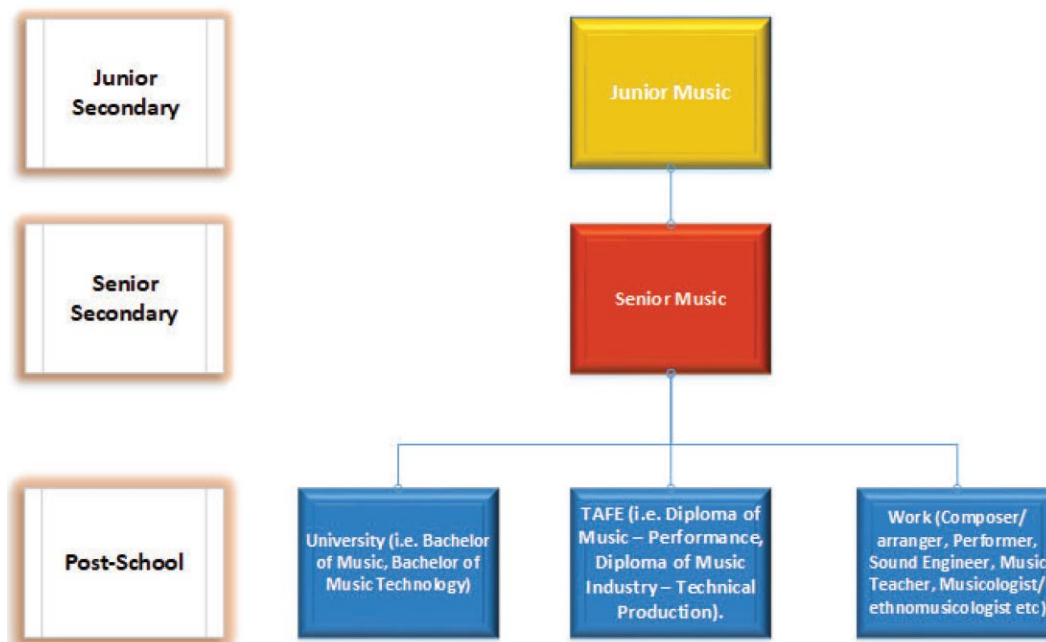 Junior
Secondary
Junior Music
Senior
Secondary
Senior Music
Post-School
University (i.e. Bachelor
of Music, Bachelor of
Music Technology)
TAFE (i.e. Diploma of
Music – Performance,
Diploma of Music
Industry – Technical
Production).
Work (Composer/
arranger, Performer,
Sound Engineer, Music
Teacher, Musicologist/
ethnomusicologist etc)